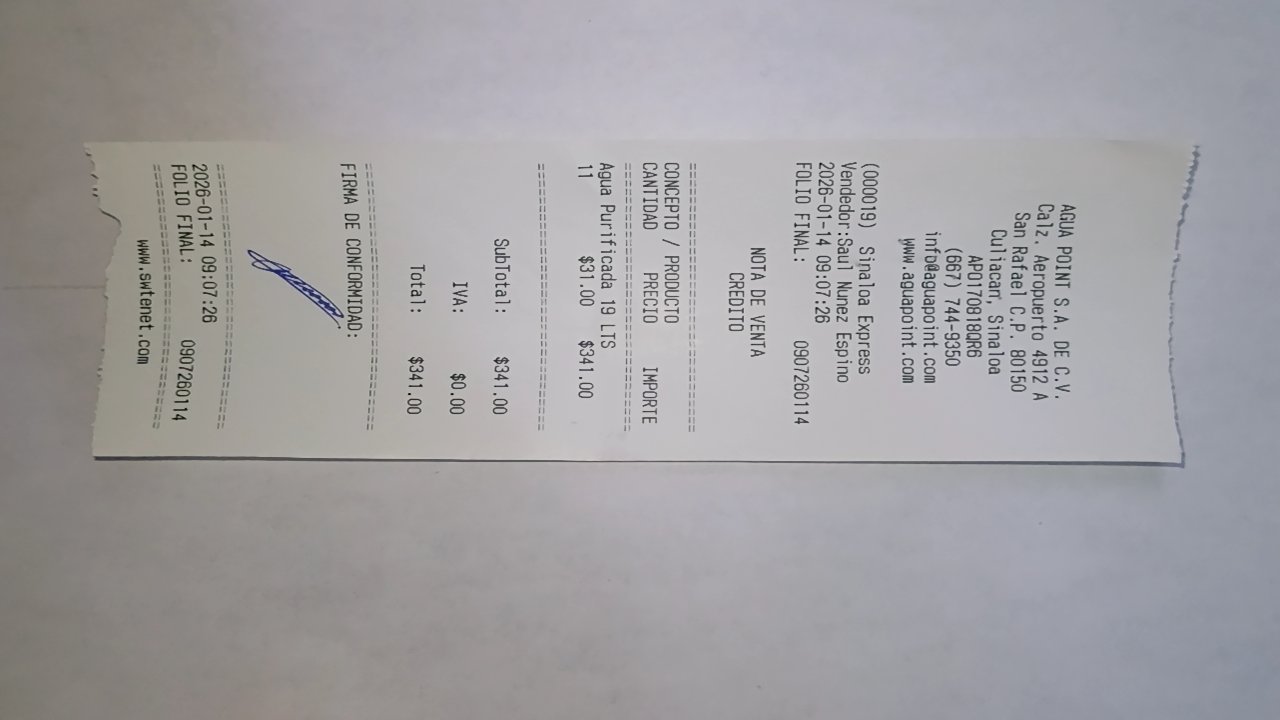 AGUA POINT S.A. DE C.V.
Calz. Aeropuerto 4912 A
San Rafael C.P. 80150
Culiacan, Sinaloa
APO170818QR6
(667) 744-9350
info@aguapoint.com
www.aguapoint.com
(000019) Sinaloa Express
Vendedor:Saul Nunez Espino
2026-01-14 09:07:26
FOLIO FINAL: 0907260114
NOTA DE VENTA
CREDITO
===================================
CONCEPTO / PRODUCTO
CANTIDAD PRECIO IMPORTE
===================================
Agua Purificada 19 LTS
11 $31.00 $341.00
===================================
SubTotal: $341.00
IVA: $0.00
Total: $341.00
===================================
FIRMA DE CONFORMIDAD:
===================================
2026-01-14 09:07:26
FOLIO FINAL: 0907260114
===================================
www.swtenet.com